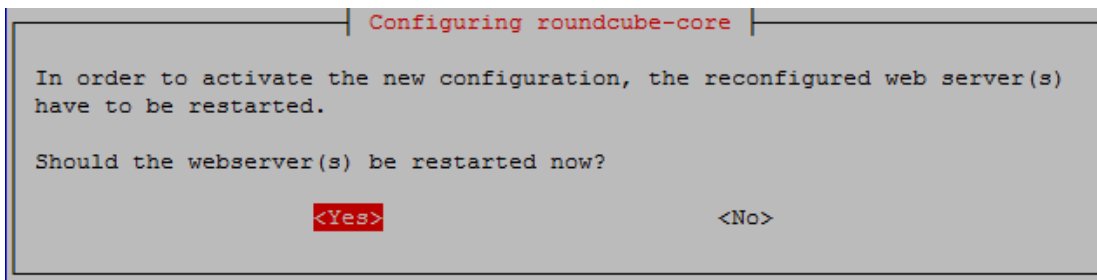 Configuring roundcube-core
In order to activate the new configuration, the reconfigured web server(s)
have to be restarted.
Should the webserver(s) be restarted now?
<Yes> <No>